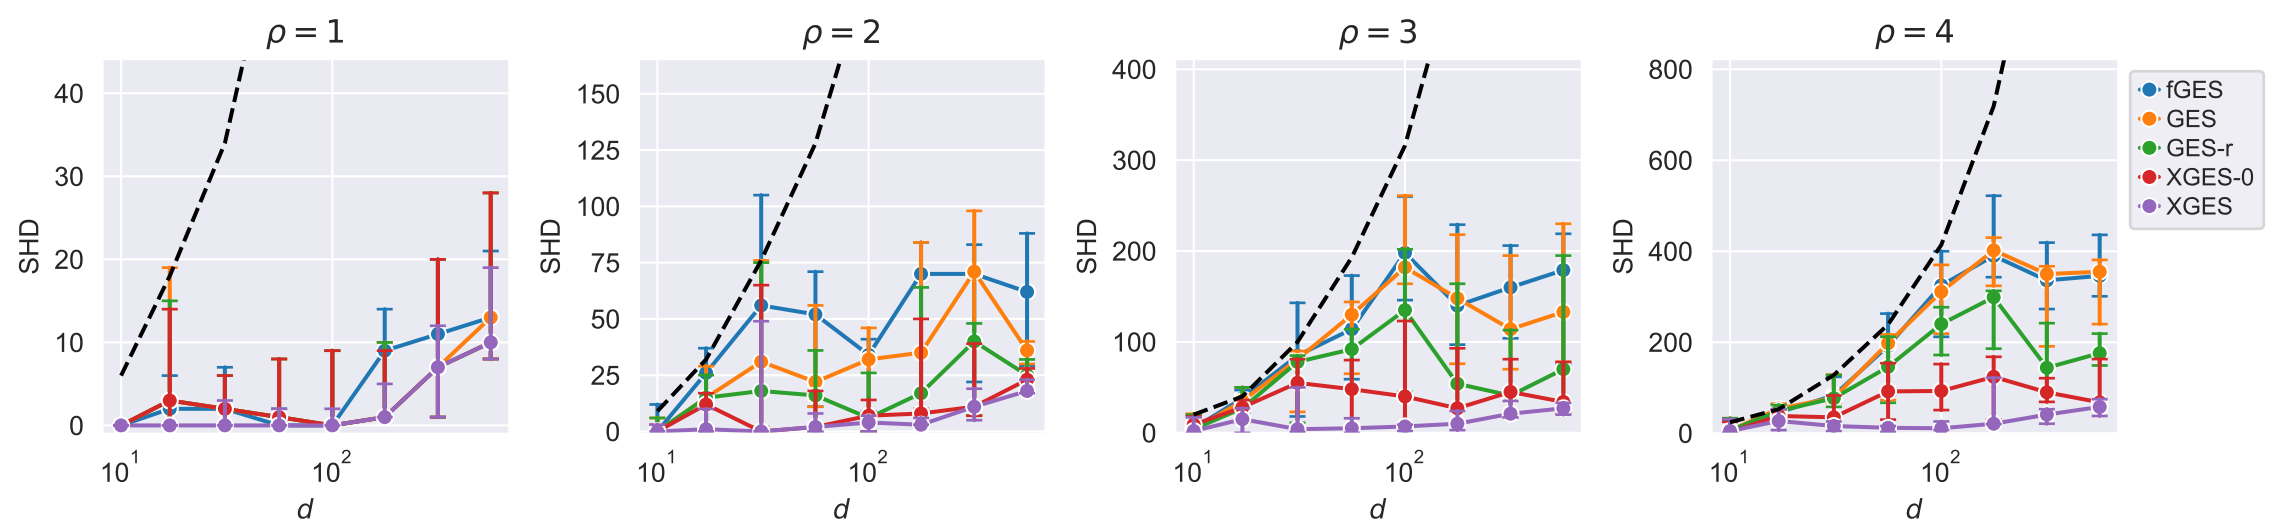 ρ = 1
SHD
40
30
20
10
0
10¹
10²
d
ρ = 2
SHD
150
125
100
75
50
25
0
10¹
10²
d
ρ = 3
SHD
400
300
200
100
0
10¹
10²
d
ρ = 4
SHD
800
600
400
200
0
10¹
10²
d
fGES
GES
GES-r
XGES-0
XGES